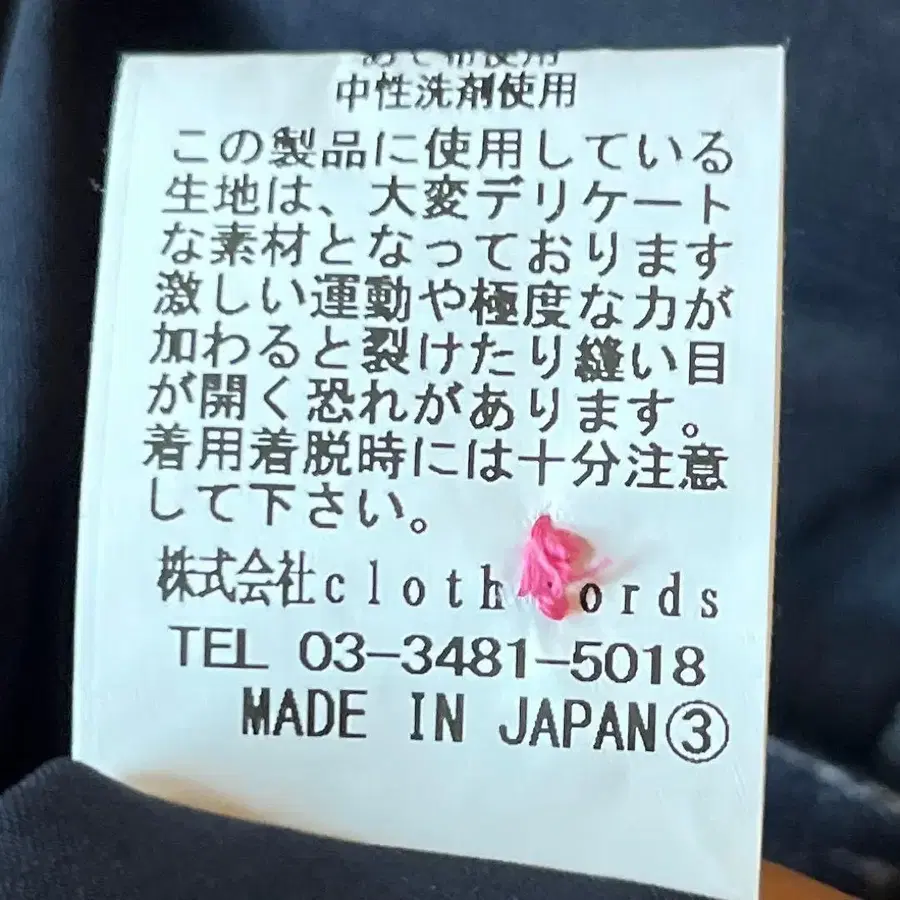 中性洗剤使用
この製品に使用している
生地は、大変デリケート
な素材となっております
激しい運動や極度な力が
加わると裂けたり縫い目
が開く恐れがあります。
着用着脱時には十分注意
して下さい。
株式会社cloth ords
TEL 03-3481-5018
MADE IN JAPAN③